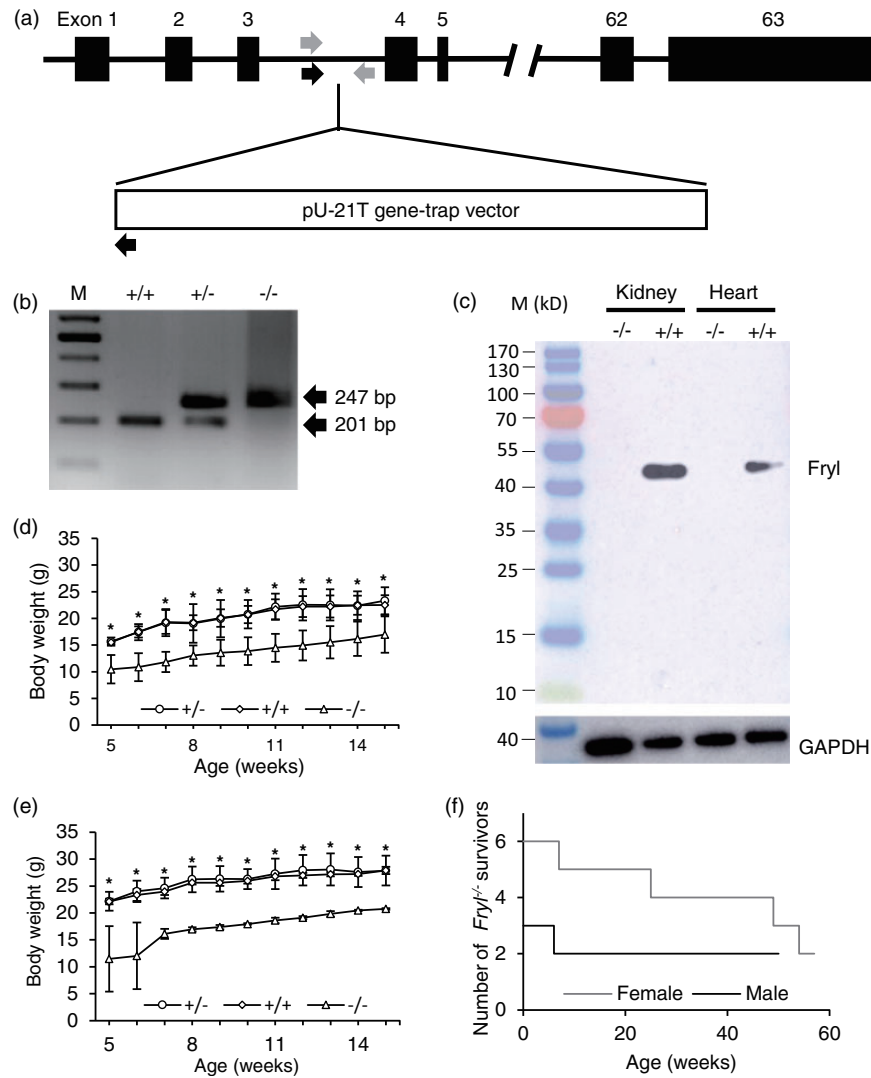 (a)
Exon 1 2 3 4 5 62 63
pU-21T gene-trap vector
(b)
M +/+ +/- -/-
247 bp
201 bp
(c)
M (kD) Kidney Heart
-/- +/+ -/- +/+
170
130
100
70
55
40
35
25
15
10
Fryl
40
GAPDH
(d)
Body weight (g)
35
30
25
20
15
10
5
0
* * * * * * * * * * *
+/- +/+ -/-
5 8 11 14
Age (weeks)
(e)
Body weight (g)
35
30
25
20
15
10
5
0
* * * * * * * * * * *
+/- +/+ -/-
5 8 11 14
Age (weeks)
(f)
Number of Fryl-/- survivors
6
4
2
0
Female Male
0 20 40 60
Age (weeks)